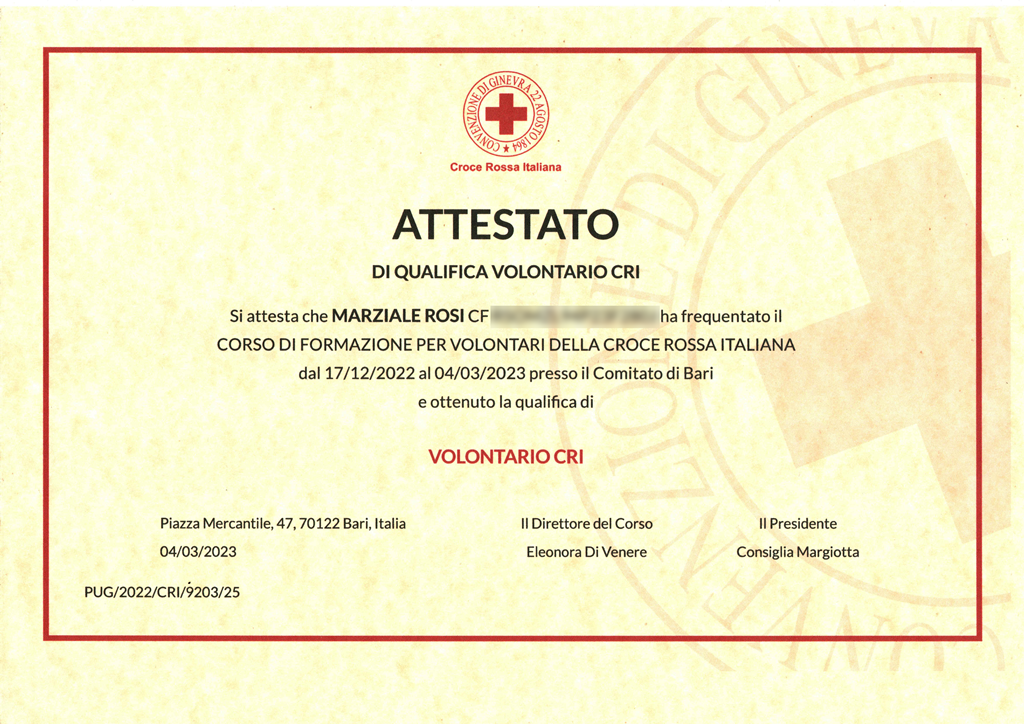 CONVENZIONE DI GINEVRA 22 AGOSTO 1864
Croce Rossa Italiana
ATTESTATO
DI QUALIFICA VOLONTARIO CRI
Si attesta che MARZIALE ROSI CF ha frequentato il
CORSO DI FORMAZIONE PER VOLONTARI DELLA CROCE ROSSA ITALIANA
dal 17/12/2022 al 04/03/2023 presso il Comitato di Bari
e ottenuto la qualifica di
VOLONTARIO CRI
Piazza Mercantile, 47, 70122 Bari, Italia
Il Direttore del Corso
Il Presidente
04/03/2023
Eleonora Di Venere
Consiglia Margiotta
PUG/2022/CRI/9203/25
CONVENZIONE DI GINEVRA